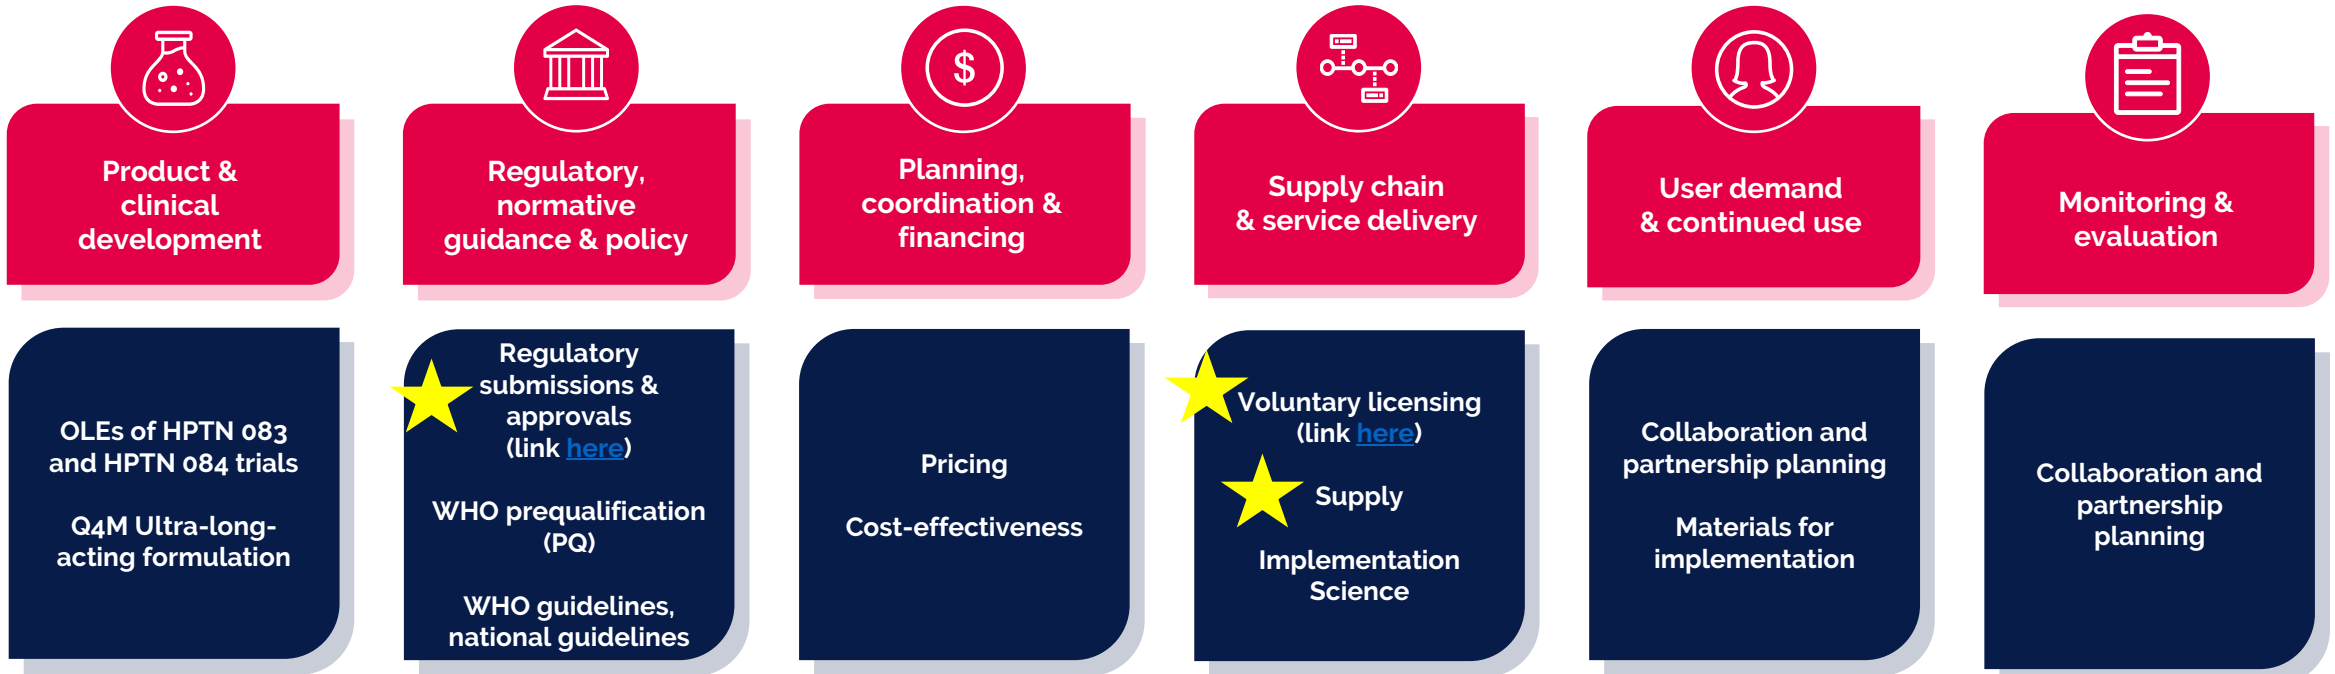 Product &
clinical
development
OLEs of HPTN 083
and HPTN 084 trials
Q4M Ultra-long-
acting formulation
Regulatory,
normative
guidance & policy
Regulatory
submissions &
approvals
(link here)
WHO prequalification
(PQ)
WHO guidelines,
national guidelines
Planning,
coordination &
financing
$
Pricing
Cost-effectiveness
Supply chain
& service delivery
Voluntary licensing
(link here)
Supply
Implementation
Science
User demand
& continued use
Collaboration and
partnership planning
Materials for
implementation
Monitoring &
evaluation
Collaboration and
partnership
planning